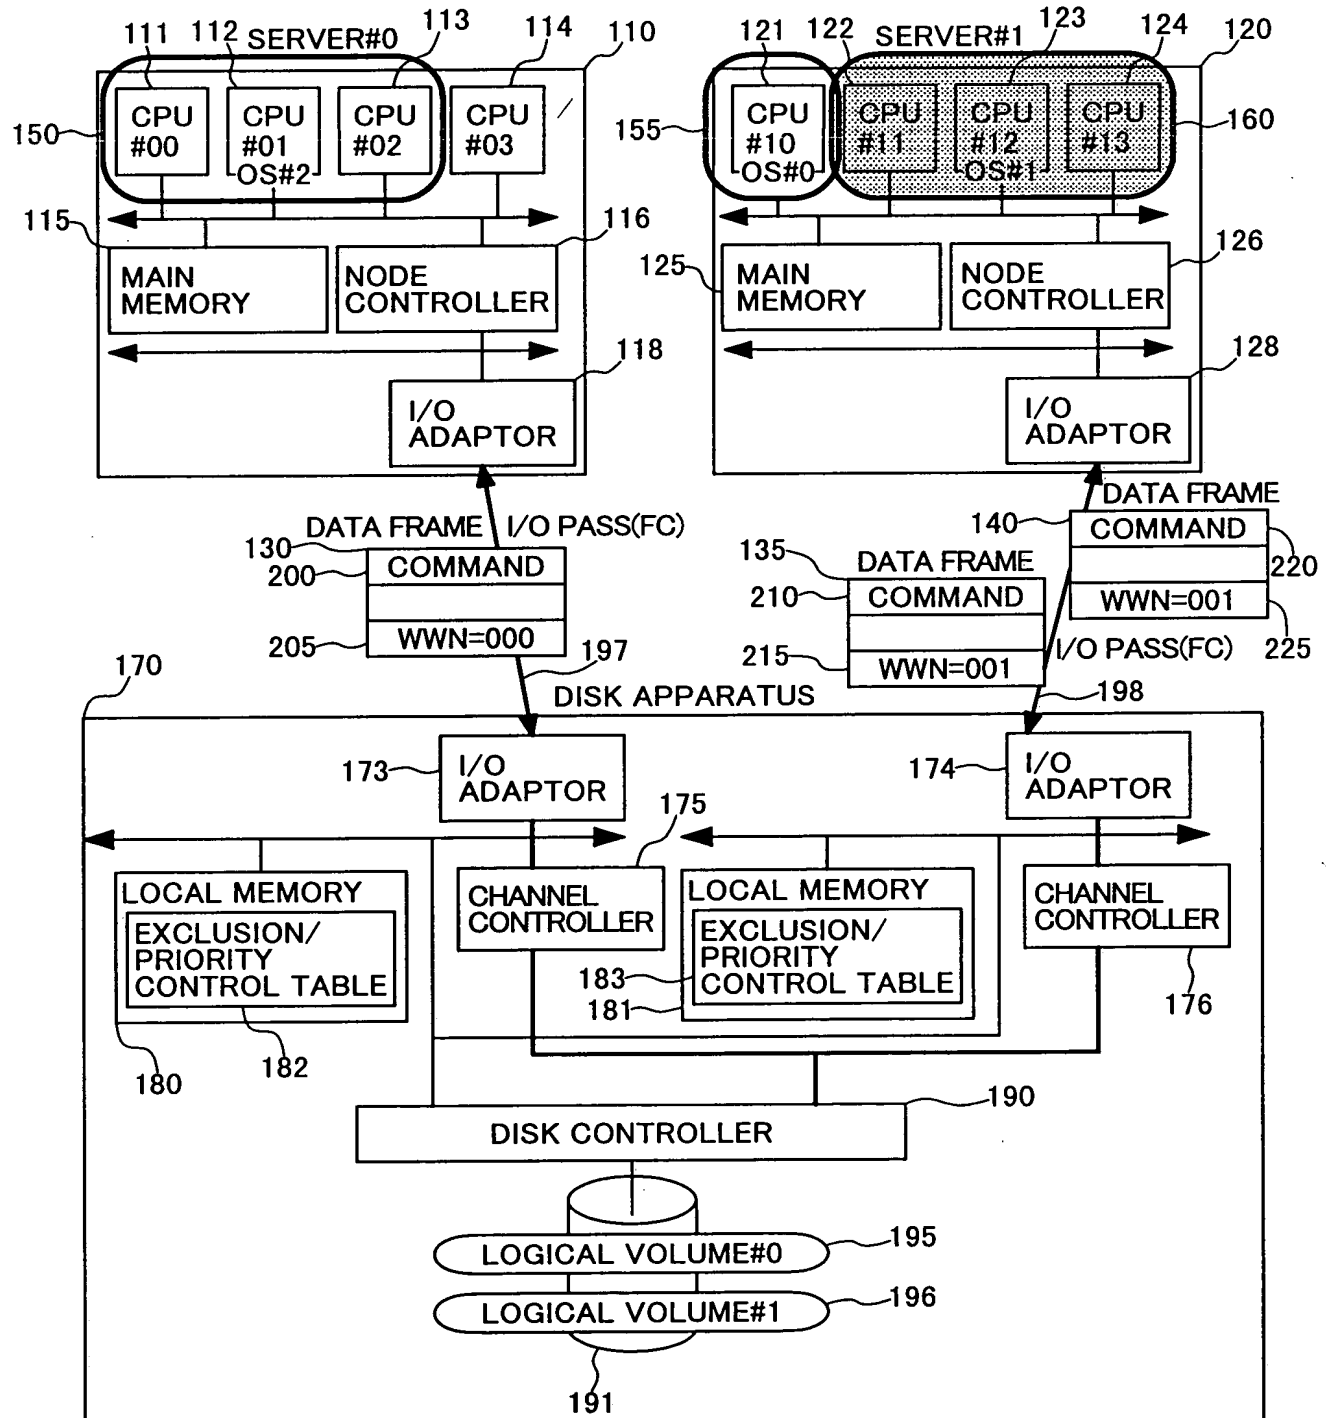 111 112 SERVER#0 113 114 110
CPU #00
CPU #01
OS#2
CPU #02
CPU #03
150
115 116
MAIN MEMORY
NODE CONTROLLER
118
I/O ADAPTOR
121 122 SERVER#1 123 124 120
CPU #10
OS#0
CPU #11
CPU #12
OS#1
CPU #13
155 160
125 126
MAIN MEMORY
NODE CONTROLLER
128
I/O ADAPTOR
DATA FRAME I/O PASS(FC)
130
200 COMMAND
205 WWN=000
197
DATA FRAME
140
COMMAND 220
WWN=001 225
135 DATA FRAME
210 COMMAND
215 WWN=001
I/O PASS(FC)
198
170 DISK APPARATUS
173 I/O ADAPTOR
174 I/O ADAPTOR
175
LOCAL MEMORY
EXCLUSION/
PRIORITY
CONTROL TABLE
CHANNEL CONTROLLER
LOCAL MEMORY
EXCLUSION/
PRIORITY
183 CONTROL TABLE
181
CHANNEL CONTROLLER
176
180 182
190
DISK CONTROLLER
LOGICAL VOLUME#0 195
LOGICAL VOLUME#1 196
191